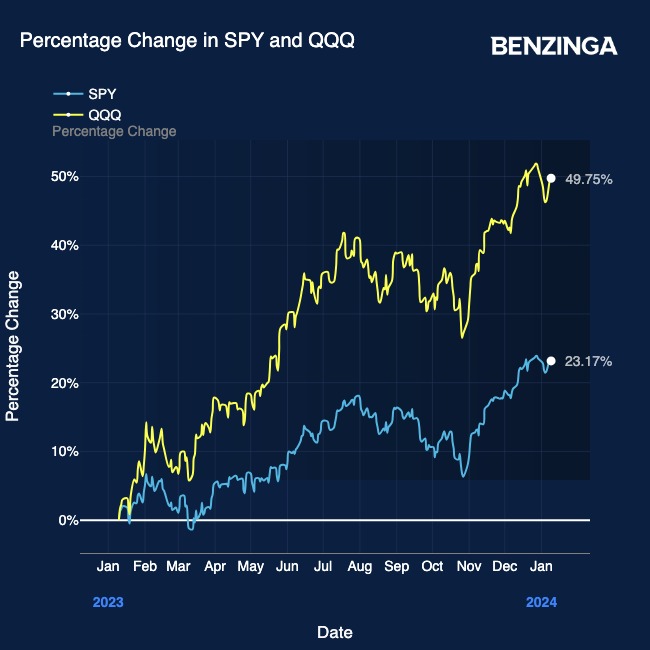 Percentage Change in SPY and QQQ
BENZINGA
SPY
QQQ
Percentage Change
50%
40%
30%
20%
10%
0%
49.75%
23.17%
Percentage Change
Jan Feb Mar Apr May Jun Jul Aug Sep Oct Nov Dec Jan
2023 2024
Date